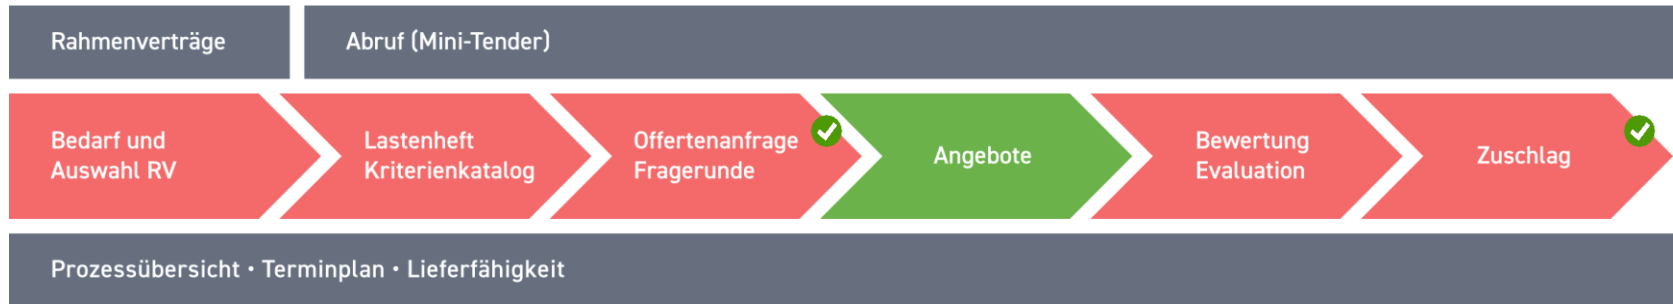 Rahmenverträge
Abruf (Mini-Tender)
Bedarf und
Auswahl RV
Lastenheft
Kriterienkatalog
Offertenanfrage
Fragerunde
Angebote
Bewertung
Evaluation
Zuschlag
Prozessübersicht • Terminplan • Lieferfähigkeit